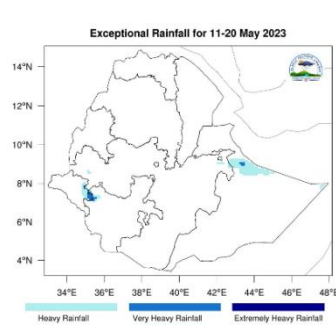 Exceptional Rainfall for 11-20 May 2023
14°N
12°N
10°N
8°N
6°N
4°N
34°E 36°E 38°E 40°E 42°E 44°E 46°E 48°E
Heavy Rainfall Very Heavy Rainfall Extremely Heavy Rainfall